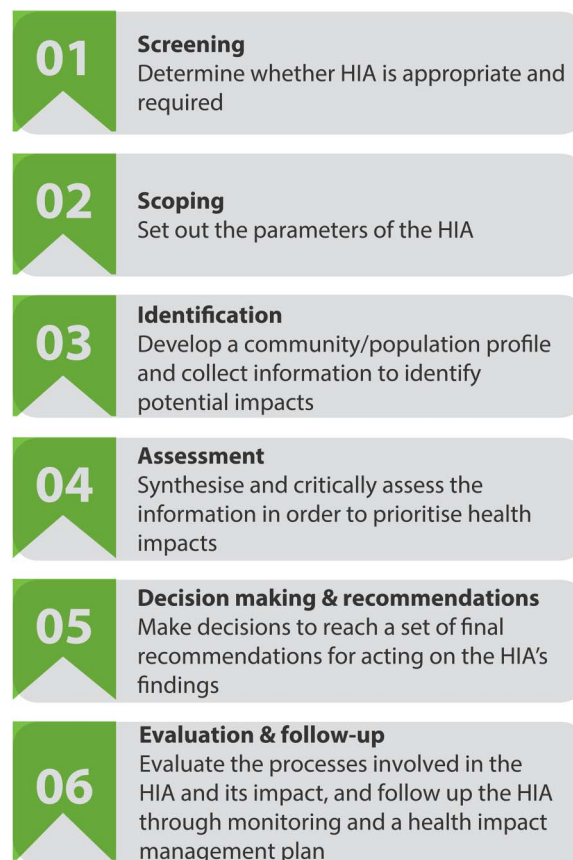 01
Screening
Determine whether HIA is appropriate and
required
02
Scoping
Set out the parameters of the HIA
03
Identification
Develop a community/population profile
and collect information to identify
potential impacts
04
Assessment
Synthesise and critically assess the
information in order to prioritise health
impacts
05
Decision making & recommendations
Make decisions to reach a set of final
recommendations for acting on the HIA’s
findings
06
Evaluation & follow-up
Evaluate the processes involved in the
HIA and its impact, and follow up the HIA
through monitoring and a health impact
management plan